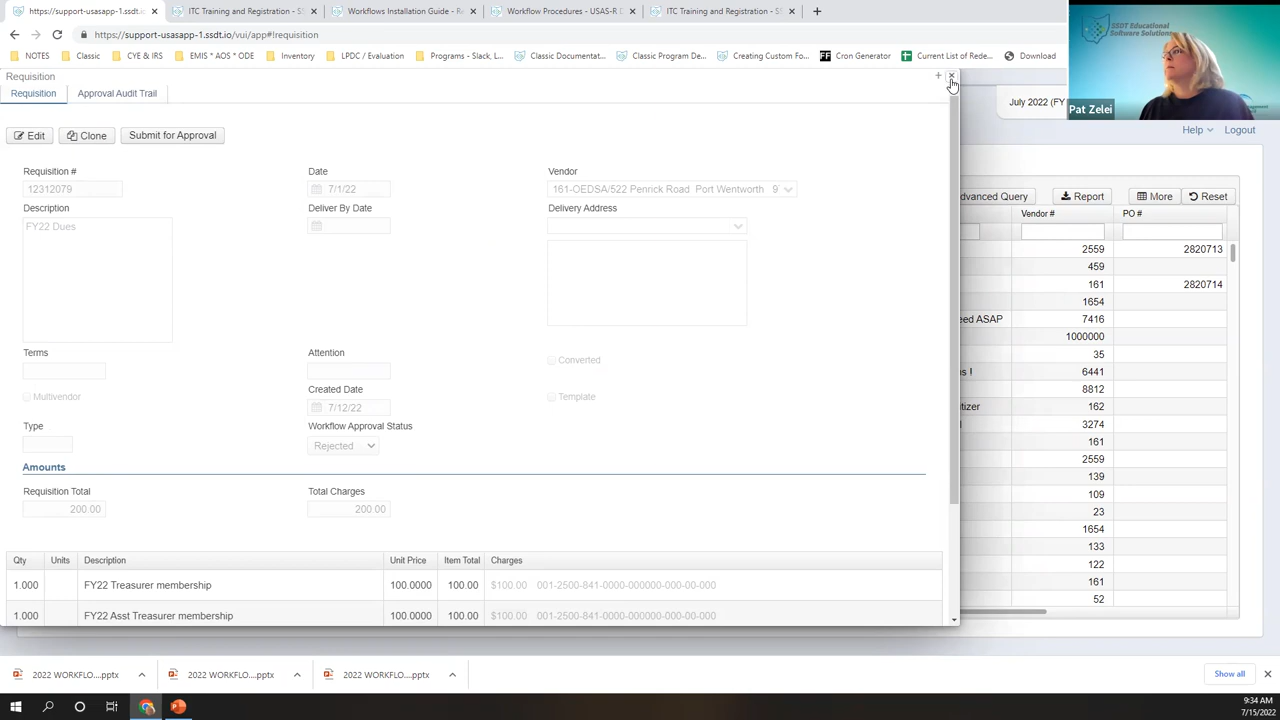 https://support-usasapp-1.ssdt.io ×
ITC Training and Registration - SS ×
Workflows Installation Guide - Re ×
Workflow Procedures - USAS-R D ×
ITC Training and Registration - SS ×
https://support-usasapp-1.ssdt.io/vui/app#!requisition
NOTES Classic CYE & IRS EMIS * AOS * ODE Inventory LPDC / Evaluation Programs - Slack, L... Classic Documentat... Classic Program De... Creating Custom Fo... Cron Generator Current List of Rede... Download
SSDT Educational
Software Solutions
Pat Zelei
Requisition
Requisition Approval Audit Trail
July 2022 (FY
Help Logout
Edit Clone Submit for Approval
Requisition # Date Vendor
12312079 7/1/22 161-OEDSA/522 Penrick Road Port Wentworth 9
Description Deliver By Date Delivery Address
FY22 Dues
Terms Attention Converted
Created Date
Multivendor 7/12/22 Template
Type Workflow Approval Status
Rejected
Amounts
Requisition Total Total Charges
200.00 200.00
Qty Units Description Unit Price Item Total Charges
1.000 FY22 Treasurer membership 100.0000 100.00 $100.00 001-2500-841-0000-000000-000-00-000
1.000 FY22 Asst Treasurer membership 100.0000 100.00 $100.00 001-2500-841-0000-000000-000-00-000
dvanced Query Report More Reset
Vendor # PO #
2559 2820713
459
161 2820714
1654
eed ASAP 7416
1000000
35
s ! 6441
8812
tizer 162
3274
161
2559
139
109
23
1654
133
122
161
52
2022 WORKFLO....pptx 2022 WORKFLO....pptx 2022 WORKFLO....pptx Show all
9:34 AM
7/15/2022